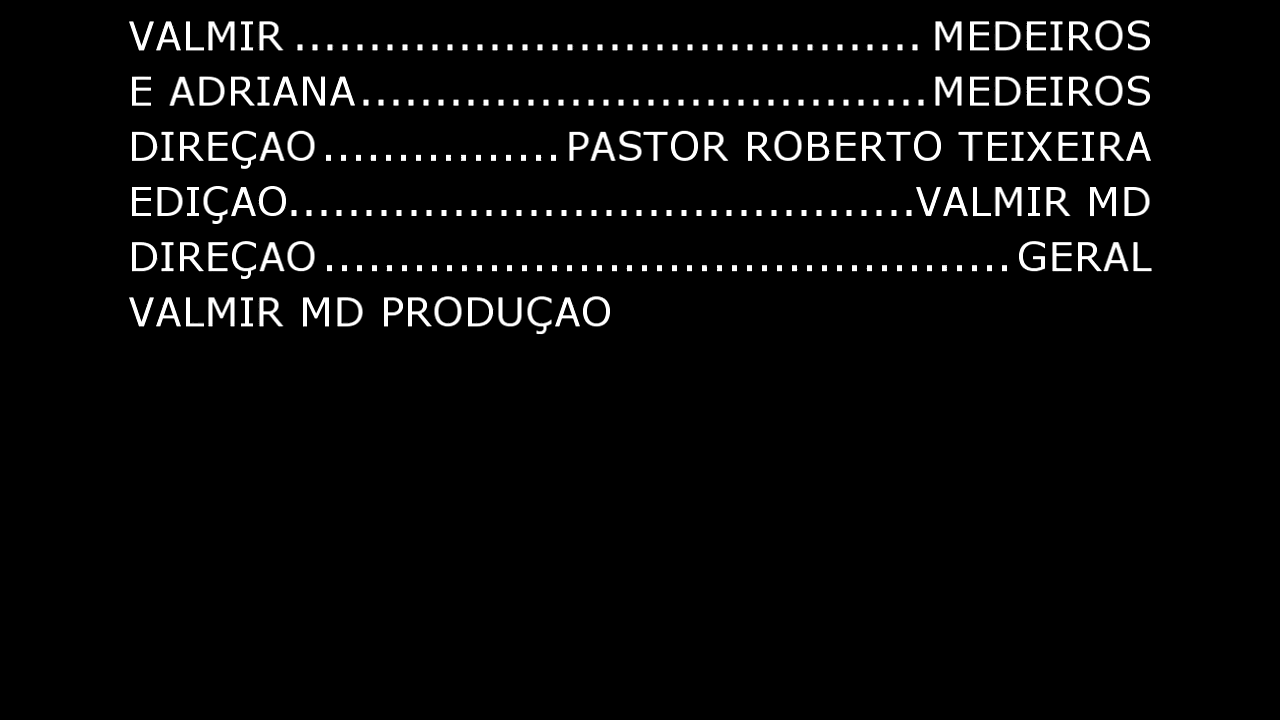 VALMIR .......................................... MEDEIROS
E ADRIANA......................................MEDEIROS
DIREÇAO ................PASTOR ROBERTO TEIXEIRA
EDIÇAO..........................................VALMIR MD
DIREÇAO ..............................................GERAL
VALMIR MD PRODUÇAO